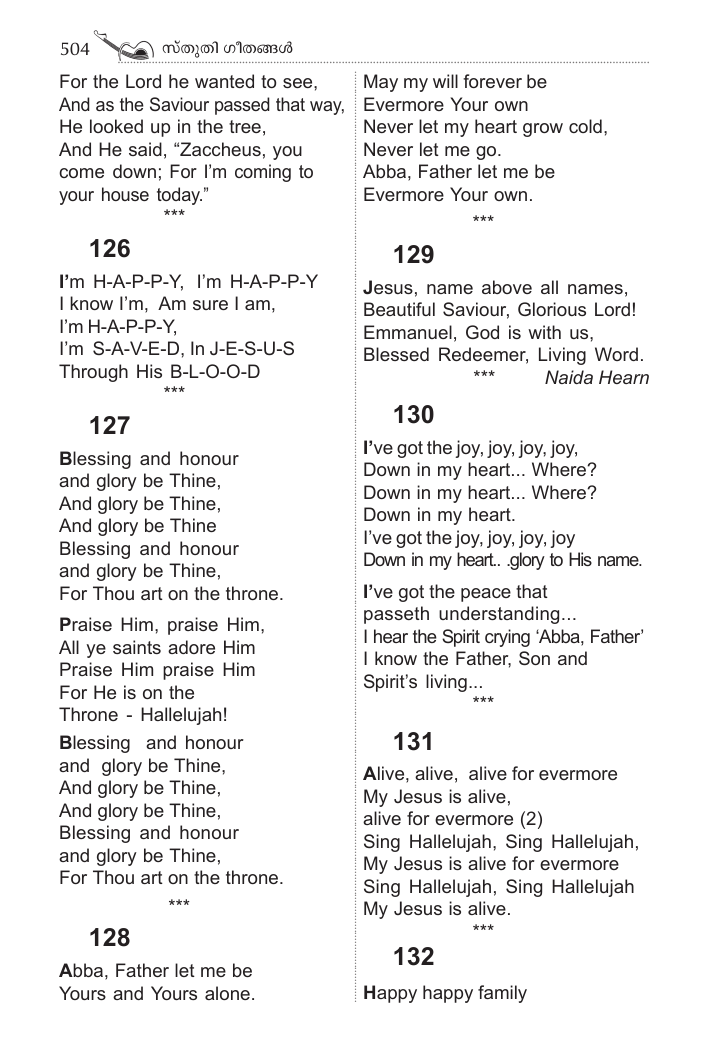 504 സ്തുതി ഗീതങ്ങൾ
For the Lord he wanted to see,
And as the Saviour passed that way,
He looked up in the tree,
And He said, “Zaccheus, you
come down; For I’m coming to
your house today.”
***
126
I’m H-A-P-P-Y, I’m H-A-P-P-Y
I know I’m, Am sure I am,
I’m H-A-P-P-Y,
I’m S-A-V-E-D, In J-E-S-U-S
Through His B-L-O-O-D
***
127
Blessing and honour
and glory be Thine,
And glory be Thine,
And glory be Thine
Blessing and honour
and glory be Thine,
For Thou art on the throne.
Praise Him, praise Him,
All ye saints adore Him
Praise Him praise Him
For He is on the
Throne - Hallelujah!
Blessing and honour
and glory be Thine,
And glory be Thine,
And glory be Thine,
Blessing and honour
and glory be Thine,
For Thou art on the throne.
***
128
Abba, Father let me be
Yours and Yours alone.
May my will forever be
Evermore Your own
Never let my heart grow cold,
Never let me go.
Abba, Father let me be
Evermore Your own.
***
129
Jesus, name above all names,
Beautiful Saviour, Glorious Lord!
Emmanuel, God is with us,
Blessed Redeemer, Living Word.
*** Naida Hearn
130
I’ve got the joy, joy, joy, joy,
Down in my heart... Where?
Down in my heart... Where?
Down in my heart.
I’ve got the joy, joy, joy, joy
Down in my heart.. .glory to His name.
I’ve got the peace that
passeth understanding...
I hear the Spirit crying ‘Abba, Father’
I know the Father, Son and
Spirit’s living...
***
131
Alive, alive, alive for evermore
My Jesus is alive,
alive for evermore (2)
Sing Hallelujah, Sing Hallelujah,
My Jesus is alive for evermore
Sing Hallelujah, Sing Hallelujah
My Jesus is alive.
***
132
Happy happy family